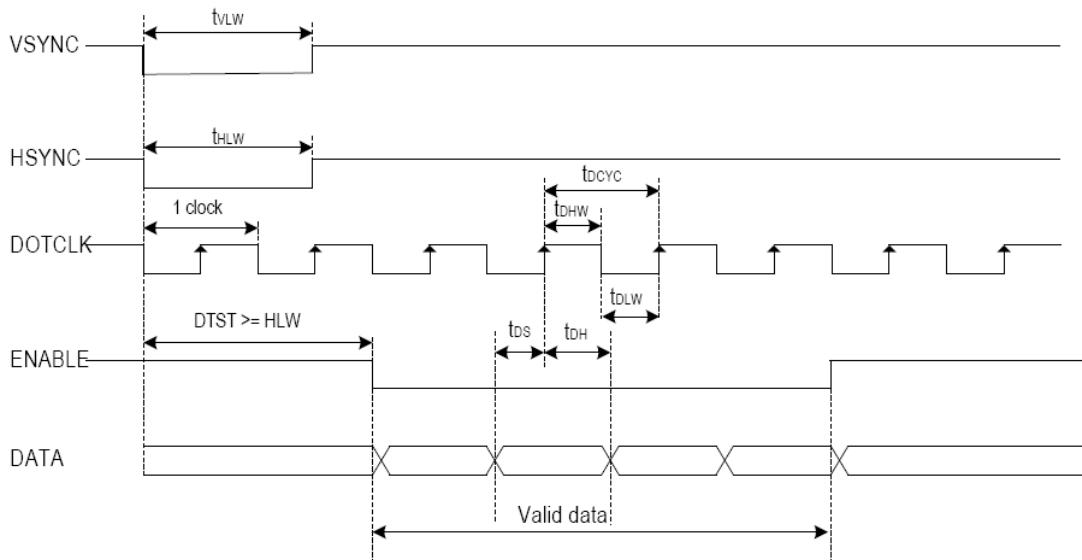 tVLW
VSYNC
tHLW
HSYNC
tDCYC
1 clock
tDHW
DOTCLK
tDLW
DTST >= HLW
tDS
tDH
ENABLE
DATA
Valid data